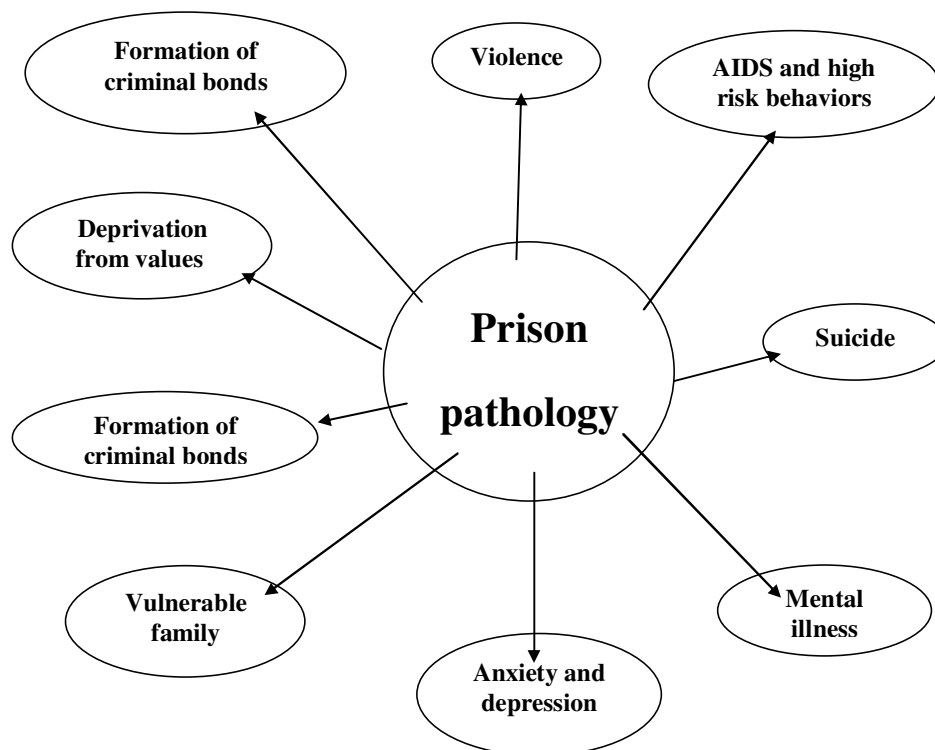 Formation of
criminal bonds
Violence
AIDS and high
risk behaviors
Deprivation
from values
Prison
pathology
Suicide
Formation of
criminal bonds
Vulnerable
family
Anxiety and
depression
Mental
illness